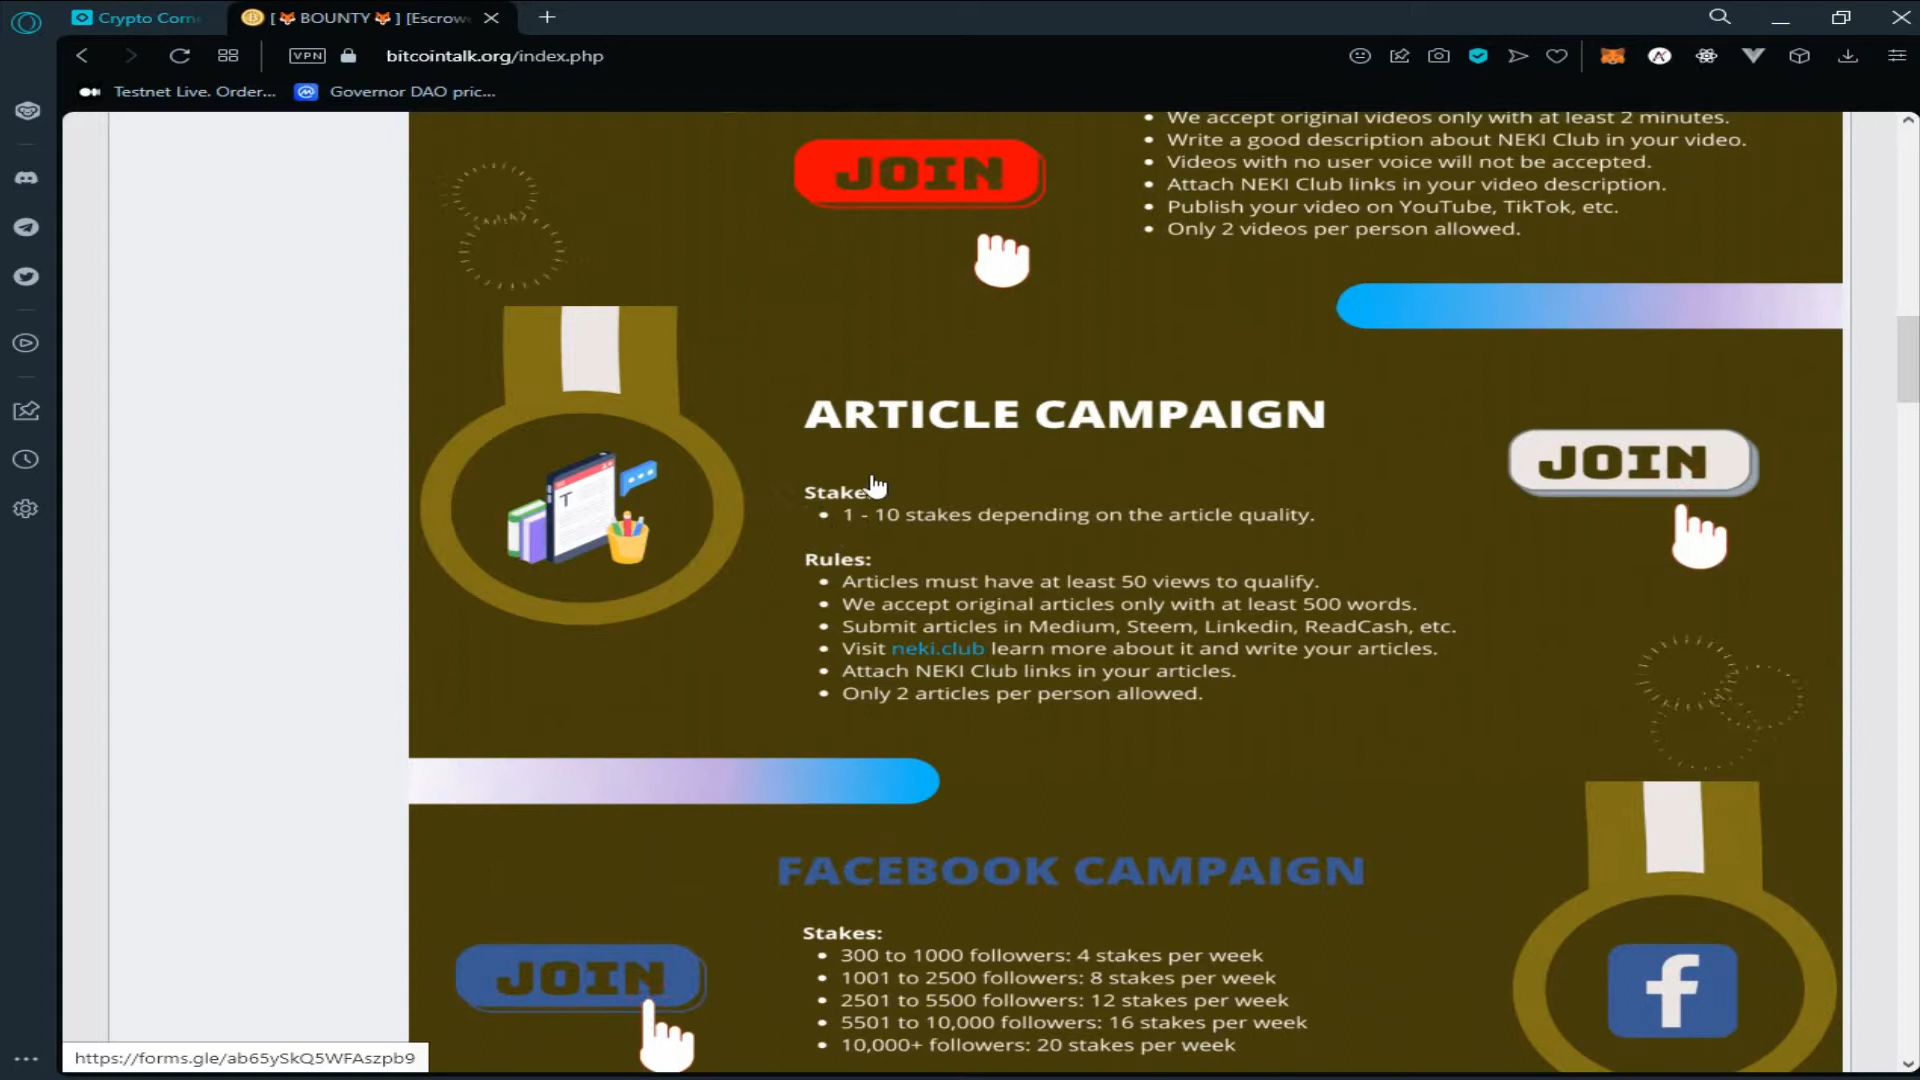 Crypto Corn
[ 🦊 BOUNTY 🦊 ] [Escrow
VPN
bitcointalk.org/index.php
Testnet Live. Order...
Governor DAO pric...
We accept original videos only with at least 2 minutes.
Write a good description about NEKI Club in your video.
Videos with no user voice will not be accepted.
Attach NEKI Club links in your video description.
Publish your video on YouTube, TikTok, etc.
Only 2 videos per person allowed.
JOIN
ARTICLE CAMPAIGN
JOIN
Stake
1 - 10 stakes depending on the article quality.
Rules:
Articles must have at least 50 views to qualify.
We accept original articles only with at least 500 words.
Submit articles in Medium, Steem, Linkedin, ReadCash, etc.
Visit neki.club learn more about it and write your articles.
Attach NEKI Club links in your articles.
Only 2 articles per person allowed.
FACEBOOK CAMPAIGN
JOIN
Stakes:
300 to 1000 followers: 4 stakes per week
1001 to 2500 followers: 8 stakes per week
2501 to 5500 followers: 12 stakes per week
5501 to 10,000 followers: 16 stakes per week
10,000+ followers: 20 stakes per week
https://forms.gle/ab65ySkQ5WFAszpb9